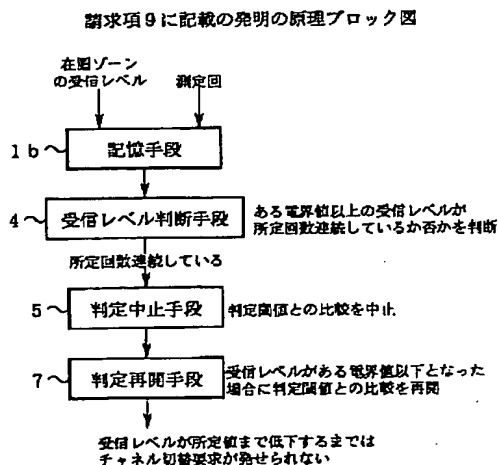 請求項9に記載の発明の原理ブロック図
在圏ゾーン
の受信レベル
測定回
1b
記憶手段
4
受信レベル判断手段
ある電界値以上の受信レベルが
所定回数連続しているか否かを判断
所定回数連続している
5
判定中止手段
判定閾値との比較を中止
7
判定再開手段
受信レベルがある電界値以下となった
場合に判定閾値との比較を再開
受信レベルが所定値まで低下するまでは
チャネル切替要求が発せられない